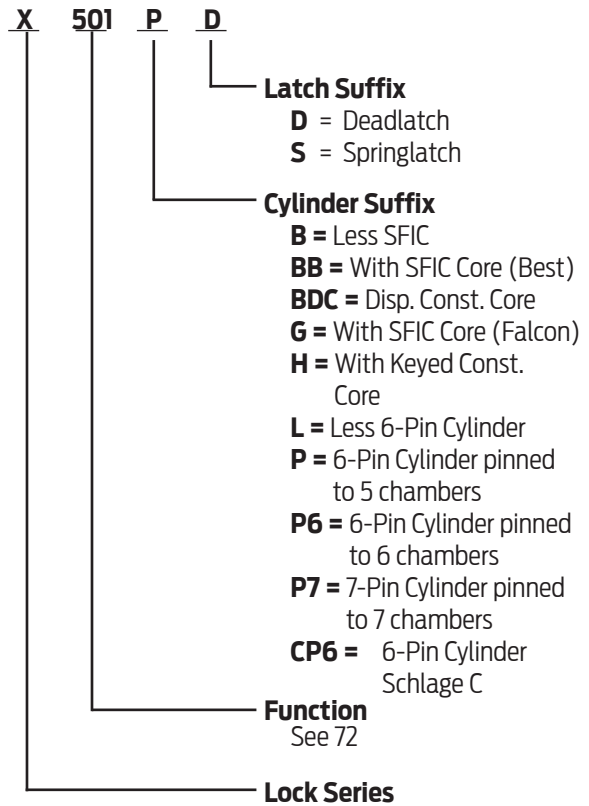 X 501 P D
Latch Suffix
D = Deadlatch
S = Springlatch
Cylinder Suffix
B = Less SFIC
BB = With SFIC Core (Best)
BDC = Disp. Const. Core
G = With SFIC Core (Falcon)
H = With Keyed Const.
Core
L = Less 6-Pin Cylinder
P = 6-Pin Cylinder pinned
to 5 chambers
P6 = 6-Pin Cylinder pinned
to 6 chambers
P7 = 7-Pin Cylinder pinned
to 7 chambers
CP6 = 6-Pin Cylinder
Schlage C
Function
See 72
Lock Series